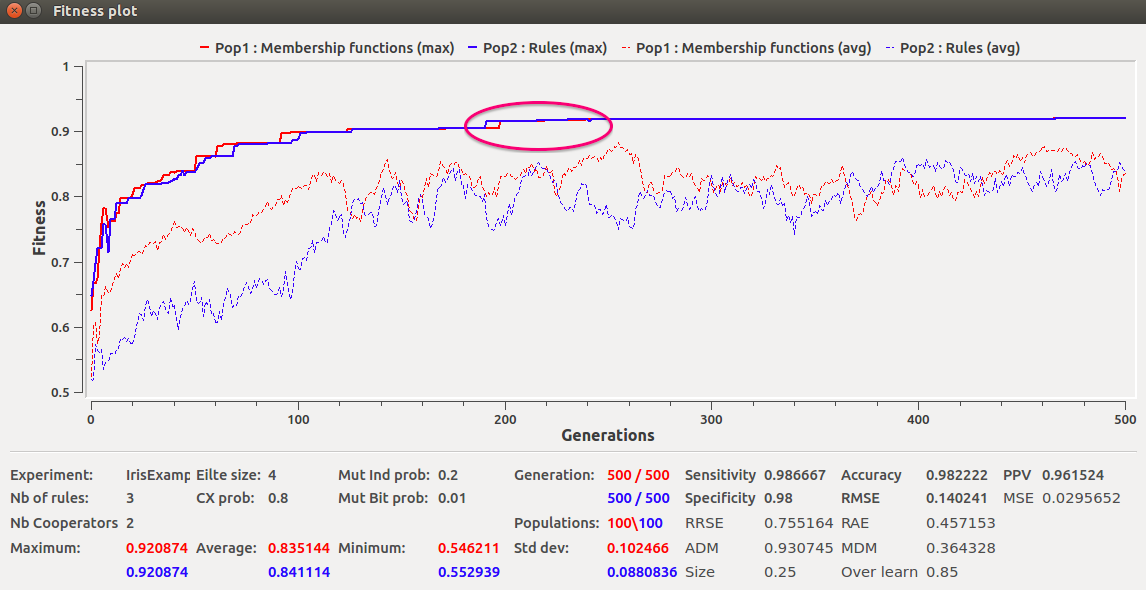 Fitness plot
Pop1 : Membership functions (max) Pop2 : Rules (max) Pop1 : Membership functions (avg) Pop2 : Rules (avg)
1
0.9
0.8
0.7
0.6
0.5
Fitness
0 100 200 300 400 500
Generations
Experiment: IrisExamp Eilte size: 4 Mut Ind prob: 0.2 Generation: 500 / 500 Sensitivity 0.986667 Accuracy 0.982222 PPV 0.961524
Nb of rules: 3 CX prob: 0.8 Mut Bit prob: 0.01 500 / 500 Specificity 0.98 RMSE 0.140241 MSE 0.0295652
Nb Cooperators 2 Populations: 100\100 RRSE 0.755164 RAE 0.457153
Maximum: 0.920874 Average: 0.835144 Minimum: 0.546211 Std dev: 0.102466 ADM 0.930745 MDM 0.364328
0.920874 0.841114 0.552939 0.0880836 Size 0.25 Over learn 0.85